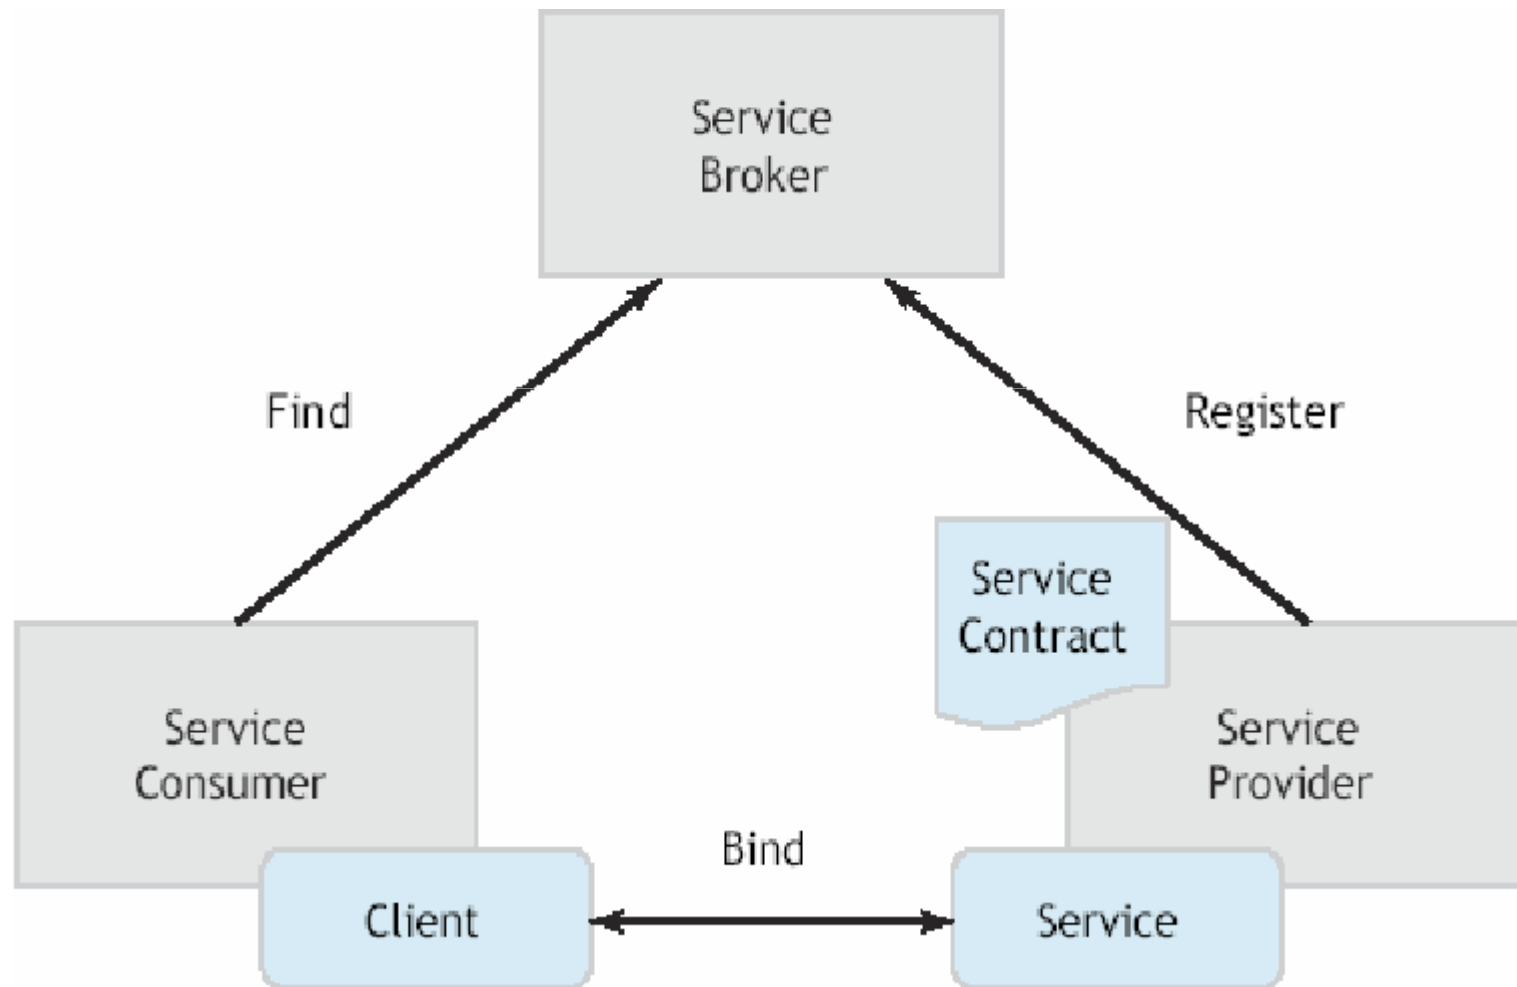 Service
Broker
Find
Register
Service
Contract
Service
Consumer
Service
Provider
Bind
Client
Service